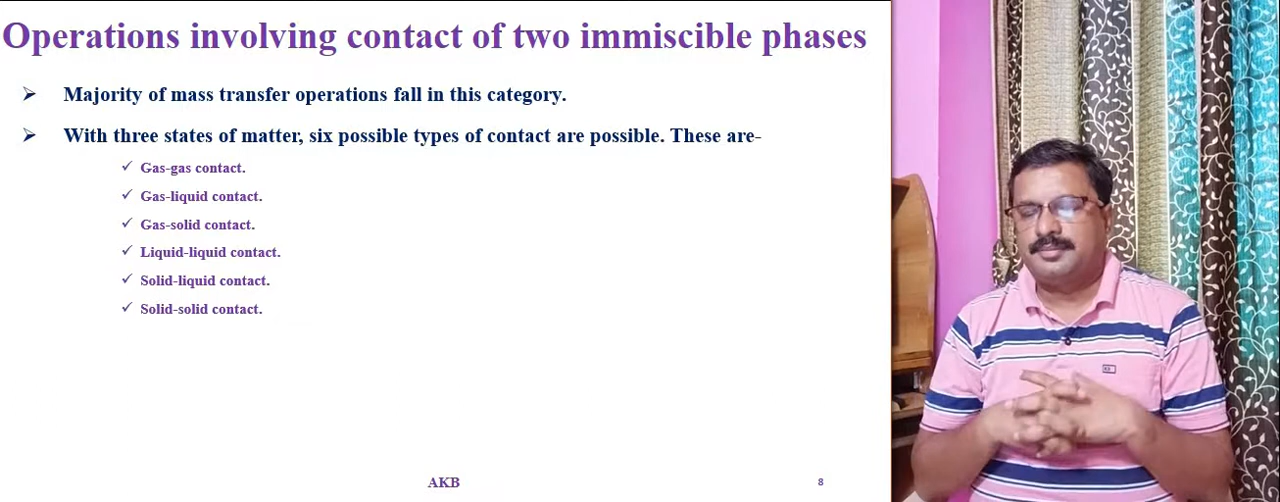 Operations involving contact of two immiscible phases
➢ Majority of mass transfer operations fall in this category.
➢ With three states of matter, six possible types of contact are possible. These are-
✓ Gas-gas contact.
✓ Gas-liquid contact.
✓ Gas-solid contact.
✓ Liquid-liquid contact.
✓ Solid-liquid contact.
✓ Solid-solid contact.
AKB
8